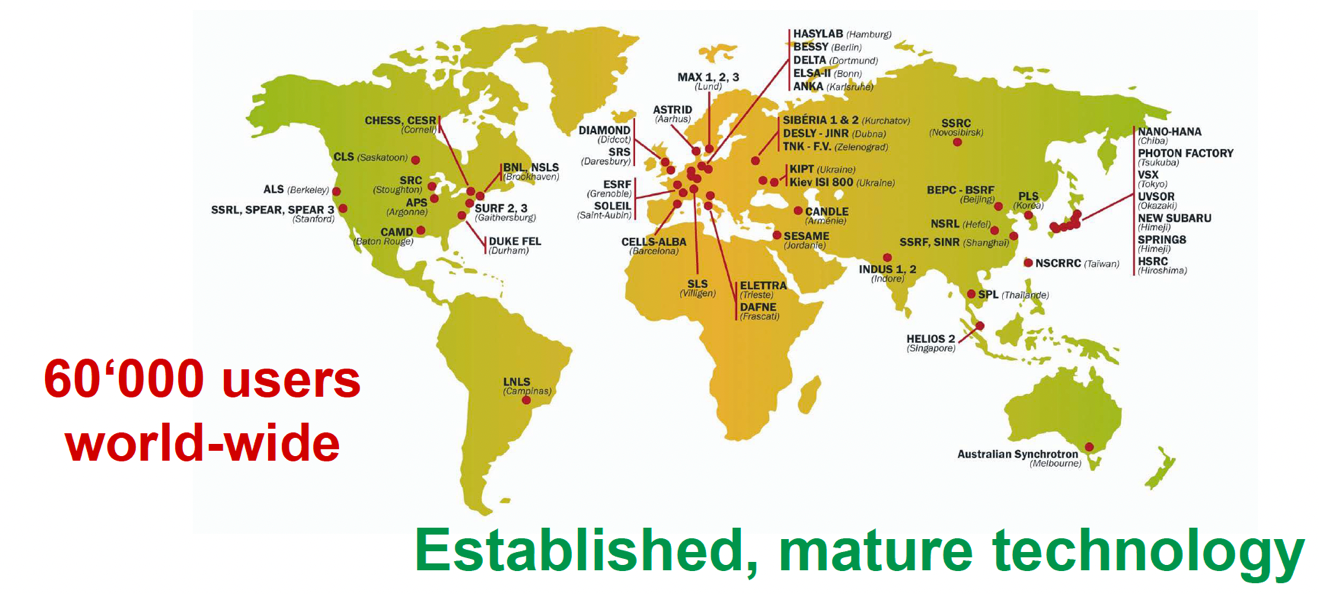 HASYLAB (Hamburg)
BESSY (Berlin)
DELTA (Dortmund)
ELSA-II (Bonn)
ANKA (Karlsruhe)
MAX 1, 2, 3
(Lund)
ASTRID
(Aarhus)
DIAMOND
(Didcot)
SRS
(Daresbury)
ESRF
(Grenoble)
SOLEIL
(Saint-Aubin)
CELLS-ALBA
(Barcelona)
SLS
(Villigen)
ELETTRA
(Trieste)
DAFNE
(Frascati)
SIBÉRIA 1 & 2 (Kurchatov)
DESLY - JINR (Dubna)
TNK - F.V. (Zelenograd)
KIPT (Ukraine)
Kiev ISI 800 (Ukraine)
CANDLE
(Arménie)
SESAME
(Jordanie)
CHESS, CESR
(Cornell)
CLS (Saskatoon)
SRC
(Stoughton)
APS
(Argonne)
BNL, NSLS
(Brookhaven)
ALS (Berkeley)
SSRL, SPEAR, SPEAR 3
(Stanford)
SURF 2, 3
(Gaithersburg)
CAMD
(Baton Rouge)
DUKE FEL
(Durham)
SSRC
(Novosibirsk)
NANO-HANA
(Chiba)
PHOTON FACTORY
(Tsukuba)
VSX
(Tokyo)
UVSOR
(Okazaki)
NEW SUBARU
(Himeji)
SPRING8
(Himeji)
HSRC
(Hiroshima)
BEPC - BSRF
(Beijing)
PLS
(Koréa)
NSRL (Hefei)
SSRF, SINR (Shanghai)
INDUS 1, 2
(Indore)
NSCRRC (Taïwan)
SPL (Thaïlande)
HELIOS 2
(Singapore)
LNLS
(Campinas)
Australian Synchrotron
(Melbourne)
60‘000 users
world-wide
Established, mature technology